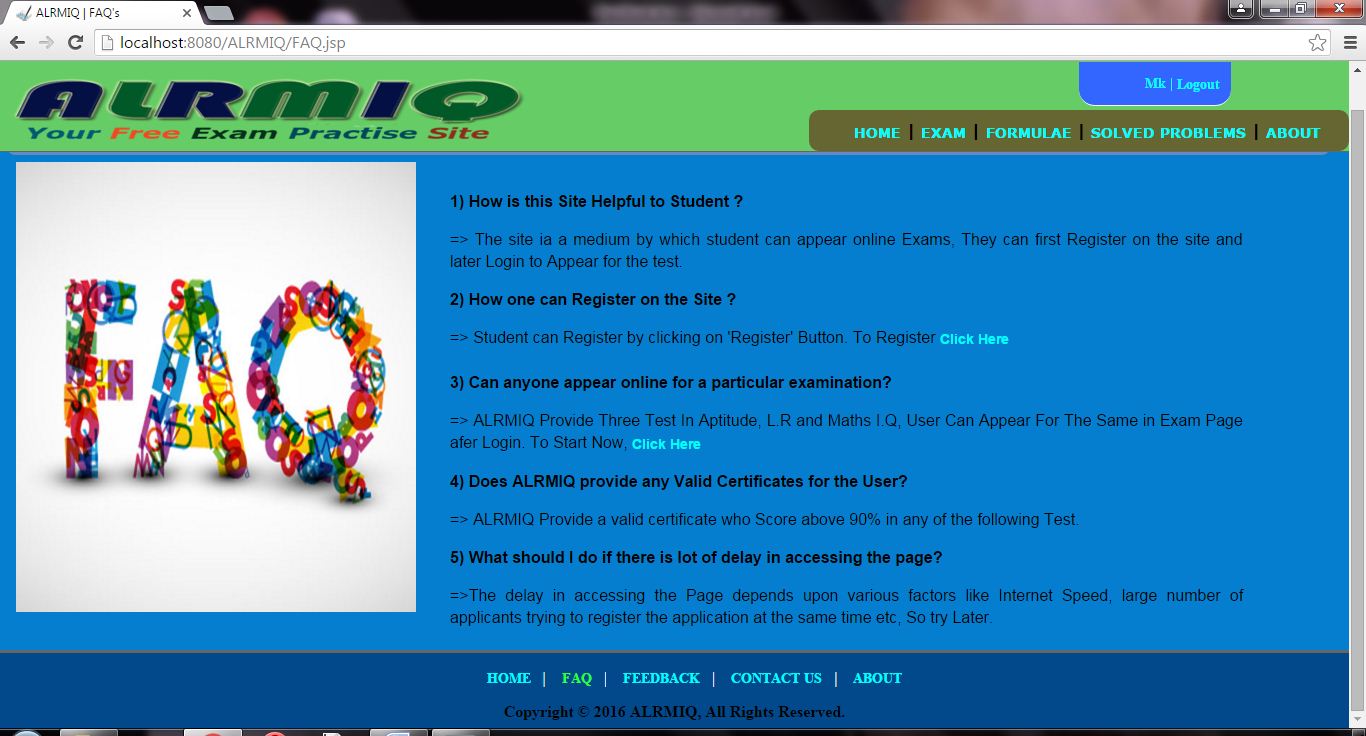 ALRMIQ | FAQ's
localhost:8080/ALRMIQ/FAQ.jsp
Mk | Logout
ALRMIQ
Your Free Exam Practise Site
HOME | EXAM | FORMULAE | SOLVED PROBLEMS | ABOUT
FAQ
1) How is this Site Helpful to Student ?
=> The site ia a medium by which student can appear online Exams, They can first Register on the site and
later Login to Appear for the test.
2) How one can Register on the Site ?
=> Student can Register by clicking on 'Register' Button. To Register Click Here
3) Can anyone appear online for a particular examination?
=> ALRMIQ Provide Three Test In Aptitude, L.R and Maths I.Q, User Can Appear For The Same in Exam Page
afer Login. To Start Now, Click Here
4) Does ALRMIQ provide any Valid Certificates for the User?
=> ALRMIQ Provide a valid certificate who Score above 90% in any of the following Test.
5) What should I do if there is lot of delay in accessing the page?
=>The delay in accessing the Page depends upon various factors like Internet Speed, large number of
applicants trying to register the application at the same time etc, So try Later.
HOME | FAQ | FEEDBACK | CONTACT US | ABOUT
Copyright © 2016 ALRMIQ, All Rights Reserved.